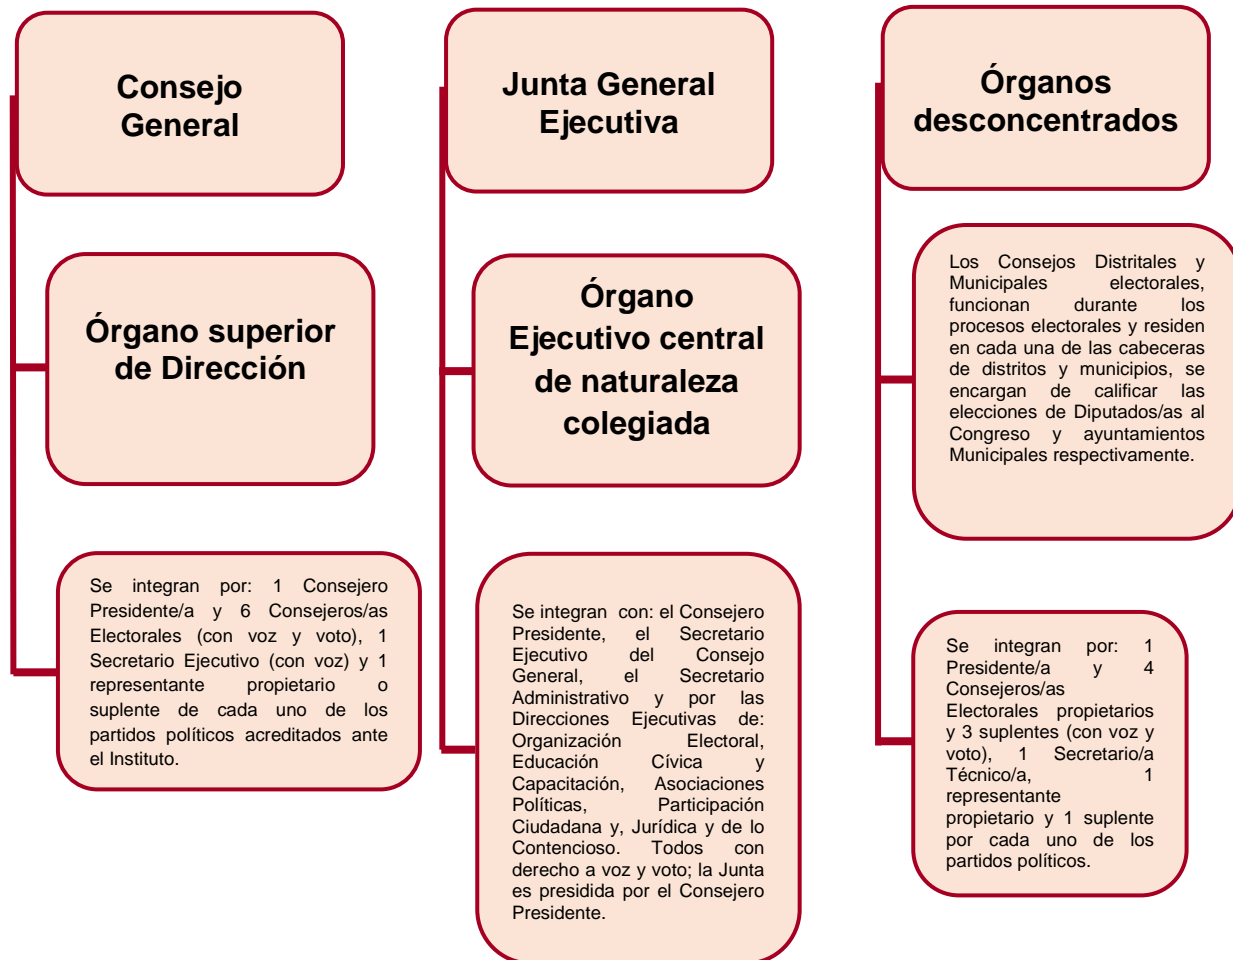 Consejo
General
Órgano superior
de Dirección
Se integran por: 1 Consejero
Presidente/a y 6 Consejeros/as
Electorales (con voz y voto), 1
Secretario Ejecutivo (con voz) y 1
representante propietario o
suplente de cada uno de los
partidos políticos acreditados ante
el Instituto.
Junta General
Ejecutiva
Órgano
Ejecutivo central
de naturaleza
colegiada
Se integran con: el Consejero
Presidente, el Secretario
Ejecutivo del Consejo
General, el Secretario
Administrativo y por las
Direcciones Ejecutivas de:
Organización Electoral,
Educación Cívica y
Capacitación, Asociaciones
Políticas, Participación
Ciudadana y, Jurídica y de lo
Contencioso. Todos con
derecho a voz y voto; la Junta
es presidida por el Consejero
Presidente.
Órganos
desconcentrados
Los Consejos Distritales y
Municipales electorales,
funcionan durante los
procesos electorales y residen
en cada una de las cabeceras
de distritos y municipios, se
encargan de calificar las
elecciones de Diputados/as al
Congreso y ayuntamientos
Municipales respectivamente.
Se integran por: 1
Presidente/a y 4
Consejeros/as
Electorales propietarios
y 3 suplentes (con voz y
voto), 1 Secretario/a
Técnico/a, 1
representante
propietario y 1 suplente
por cada uno de los
partidos políticos.